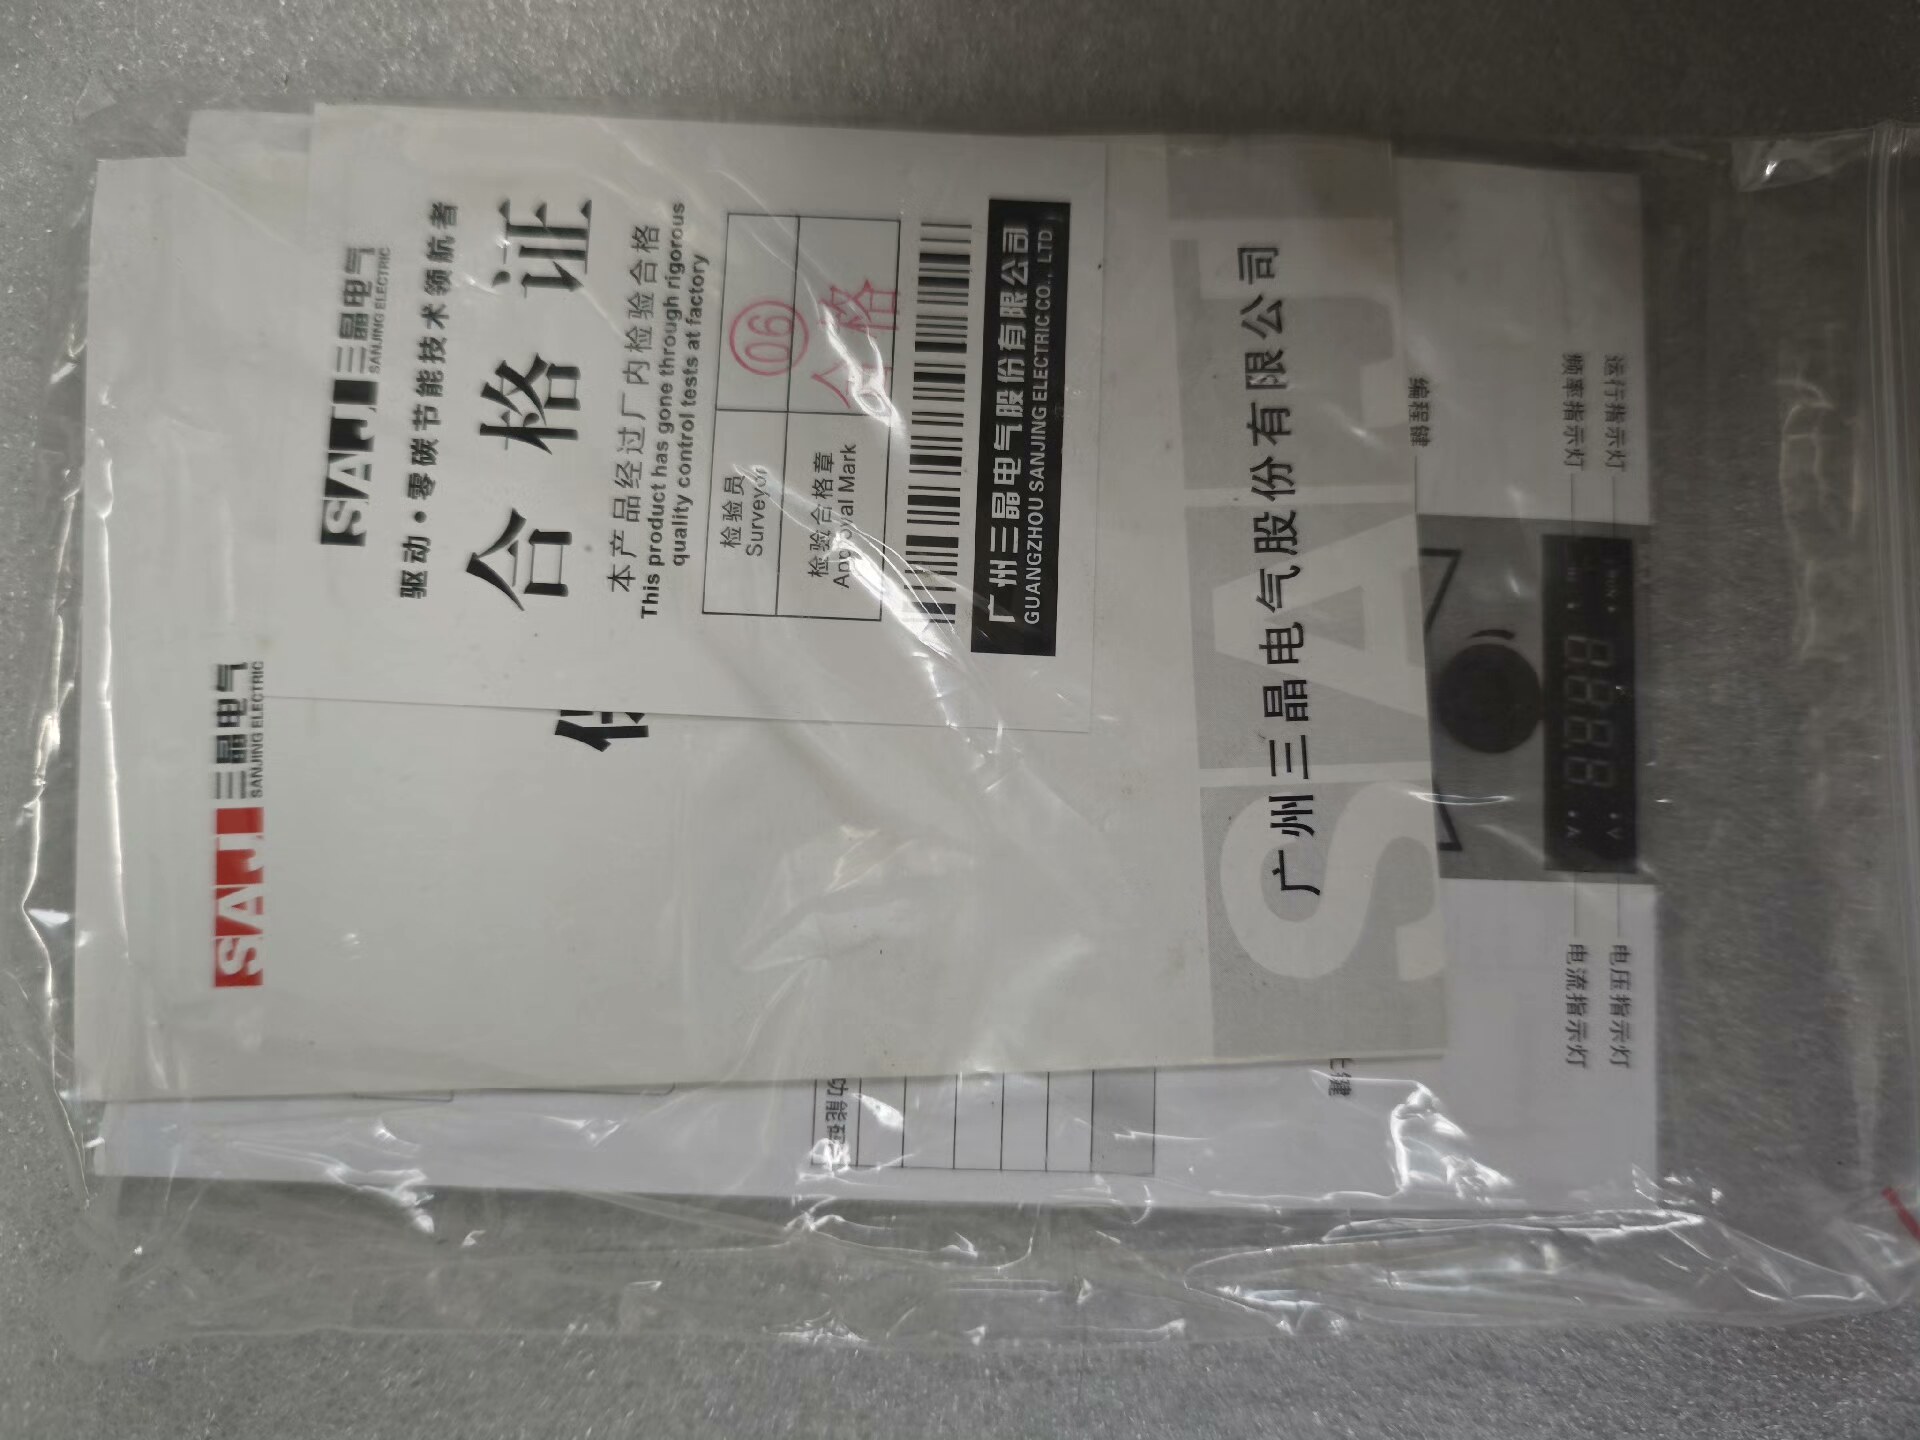 SAJ 三晶电气
SANJING ELECTRIC
驱动•零碳节能技术领航者
合格证
本产品经过厂内检验合格
This product has gone through rigorous
quality control tests at factory
检验员
Surveyor
06
检验合格章
Approval Mark
合格
广州三晶电气股份有限公司
GUANGZHOU SANJING ELECTRIC CO., LTD
SAJ 三晶电气
SANJING ELECTRIC
广州三晶电气股份有限公司
SAJ
编程键
运行指示灯
频率指示灯
电压指示灯
电流指示灯
功能码